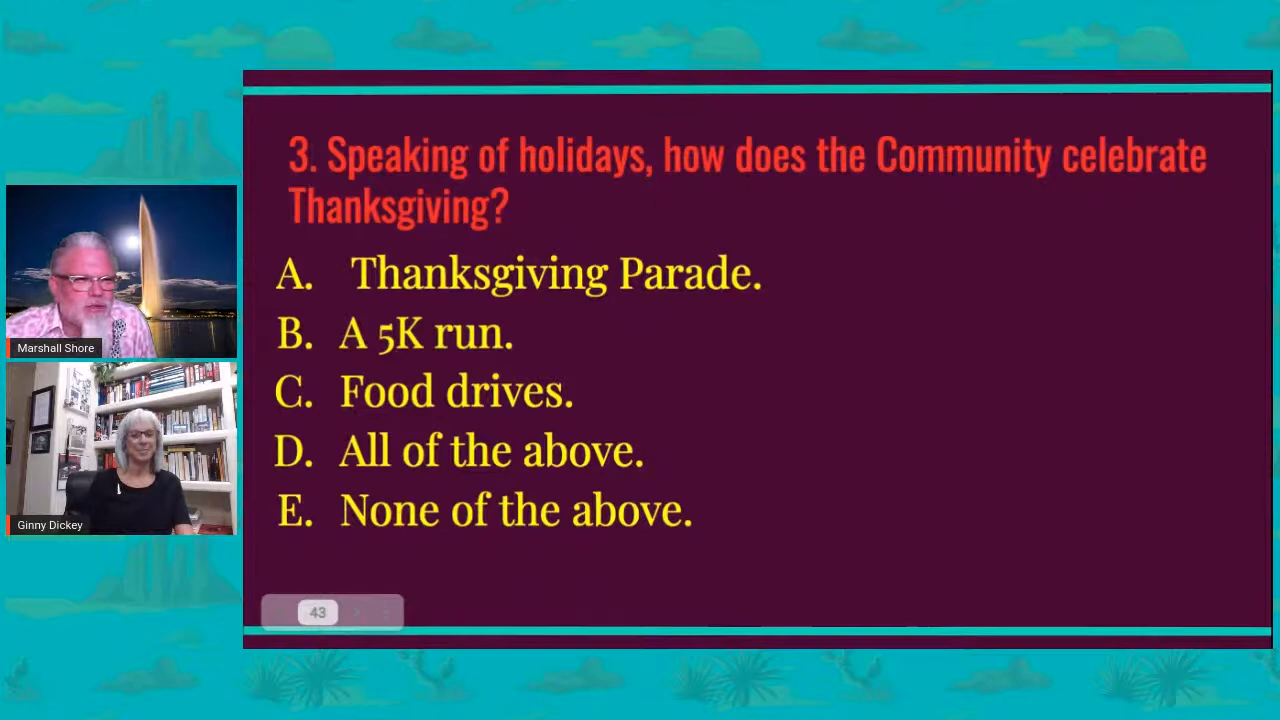 3. Speaking of holidays, how does the Community celebrate
Thanksgiving?
A. Thanksgiving Parade.
B. A 5K run.
C. Food drives.
D. All of the above.
E. None of the above.
43
Marshall Shore
Ginny Dickey